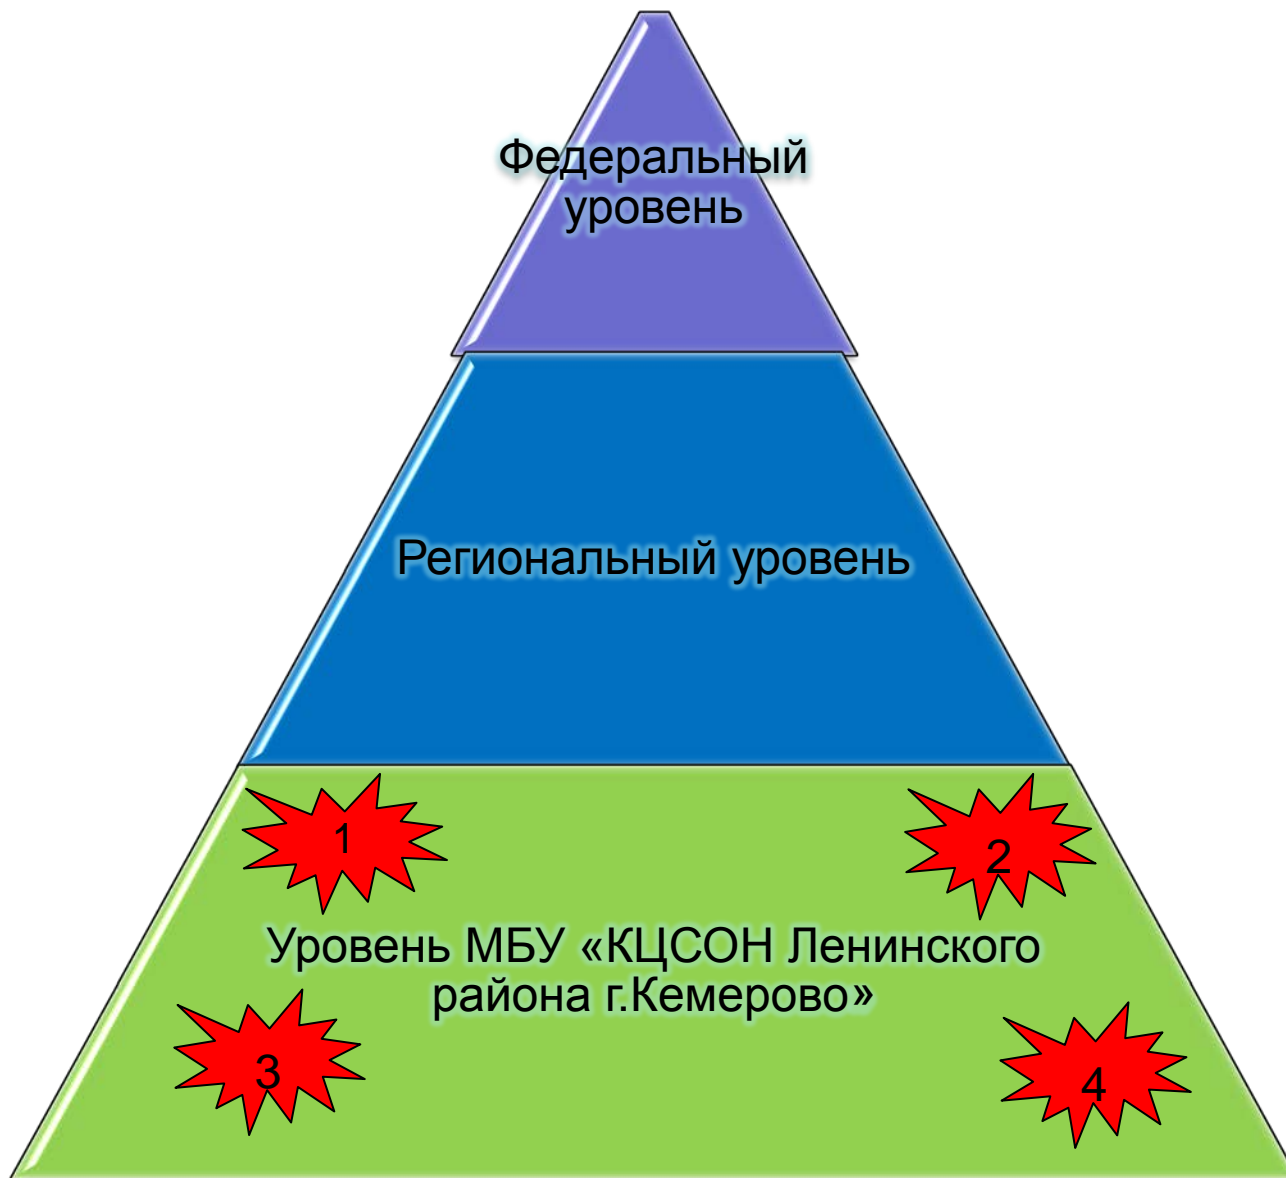 Федеральный
уровень
Региональный уровень
1
2
Уровень МБУ «КЦСОН Ленинского
района г.Кемерово»
3
4